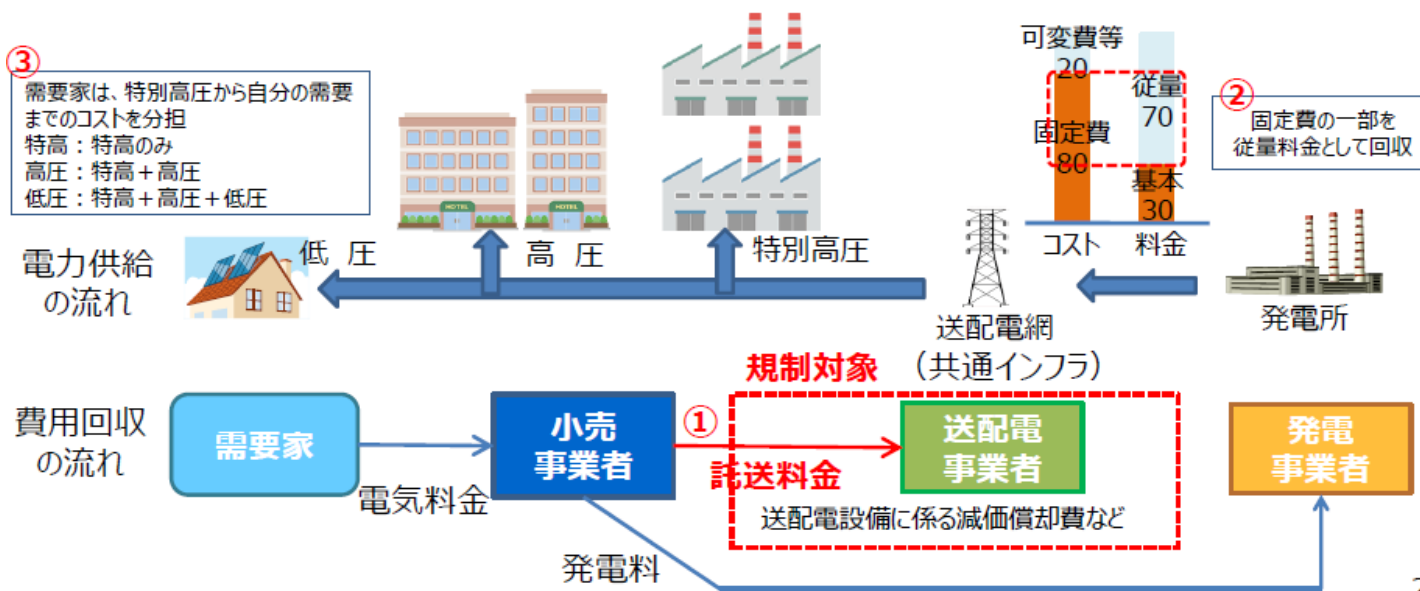 ③
需要家は、特別高圧から自分の需要
までのコストを分担
特高：特高のみ
高圧：特高＋高圧
低圧：特高＋高圧＋低圧
HOTEL
HOTEL
可変費等
20
固定費
80
従量
70
基本
30
コスト
料金
②
固定費の一部を
従量料金として回収
電力供給
の流れ
低 圧
高 圧
特別高圧
送配電網
（共通インフラ）
発電所
規制対象
費用回収
の流れ
需要家
電気料金
小売
事業者
①
託送料金
送配電
事業者
送配電設備に係る減価償却費など
発電
事業者
発電料